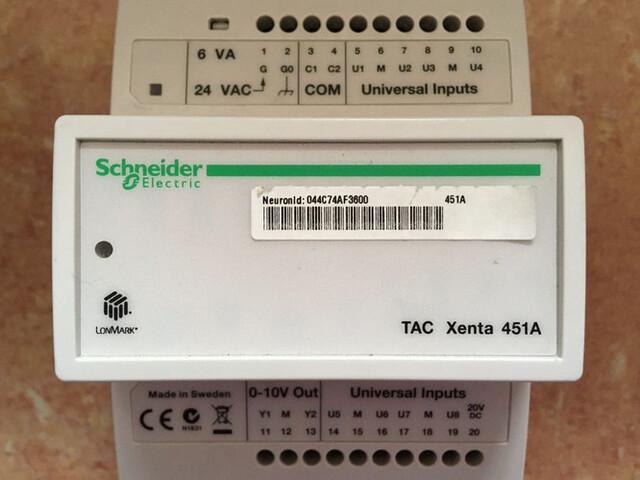 6 VA 1 2 3 4 5 6 7 8 9 10
G G0 C1 C2 U1 M U2 U3 M U4
24 VAC COM Universal Inputs
Schneider
Electric
NeuronId: 044C74AF3600 451A
LONMARK®
TAC Xenta 451A
Made in Sweden 0-10V Out Universal Inputs
CE N1831 Y1 M Y2 U5 M U6 U7 M U8 20V DC
11 12 13 14 15 16 17 18 19 20